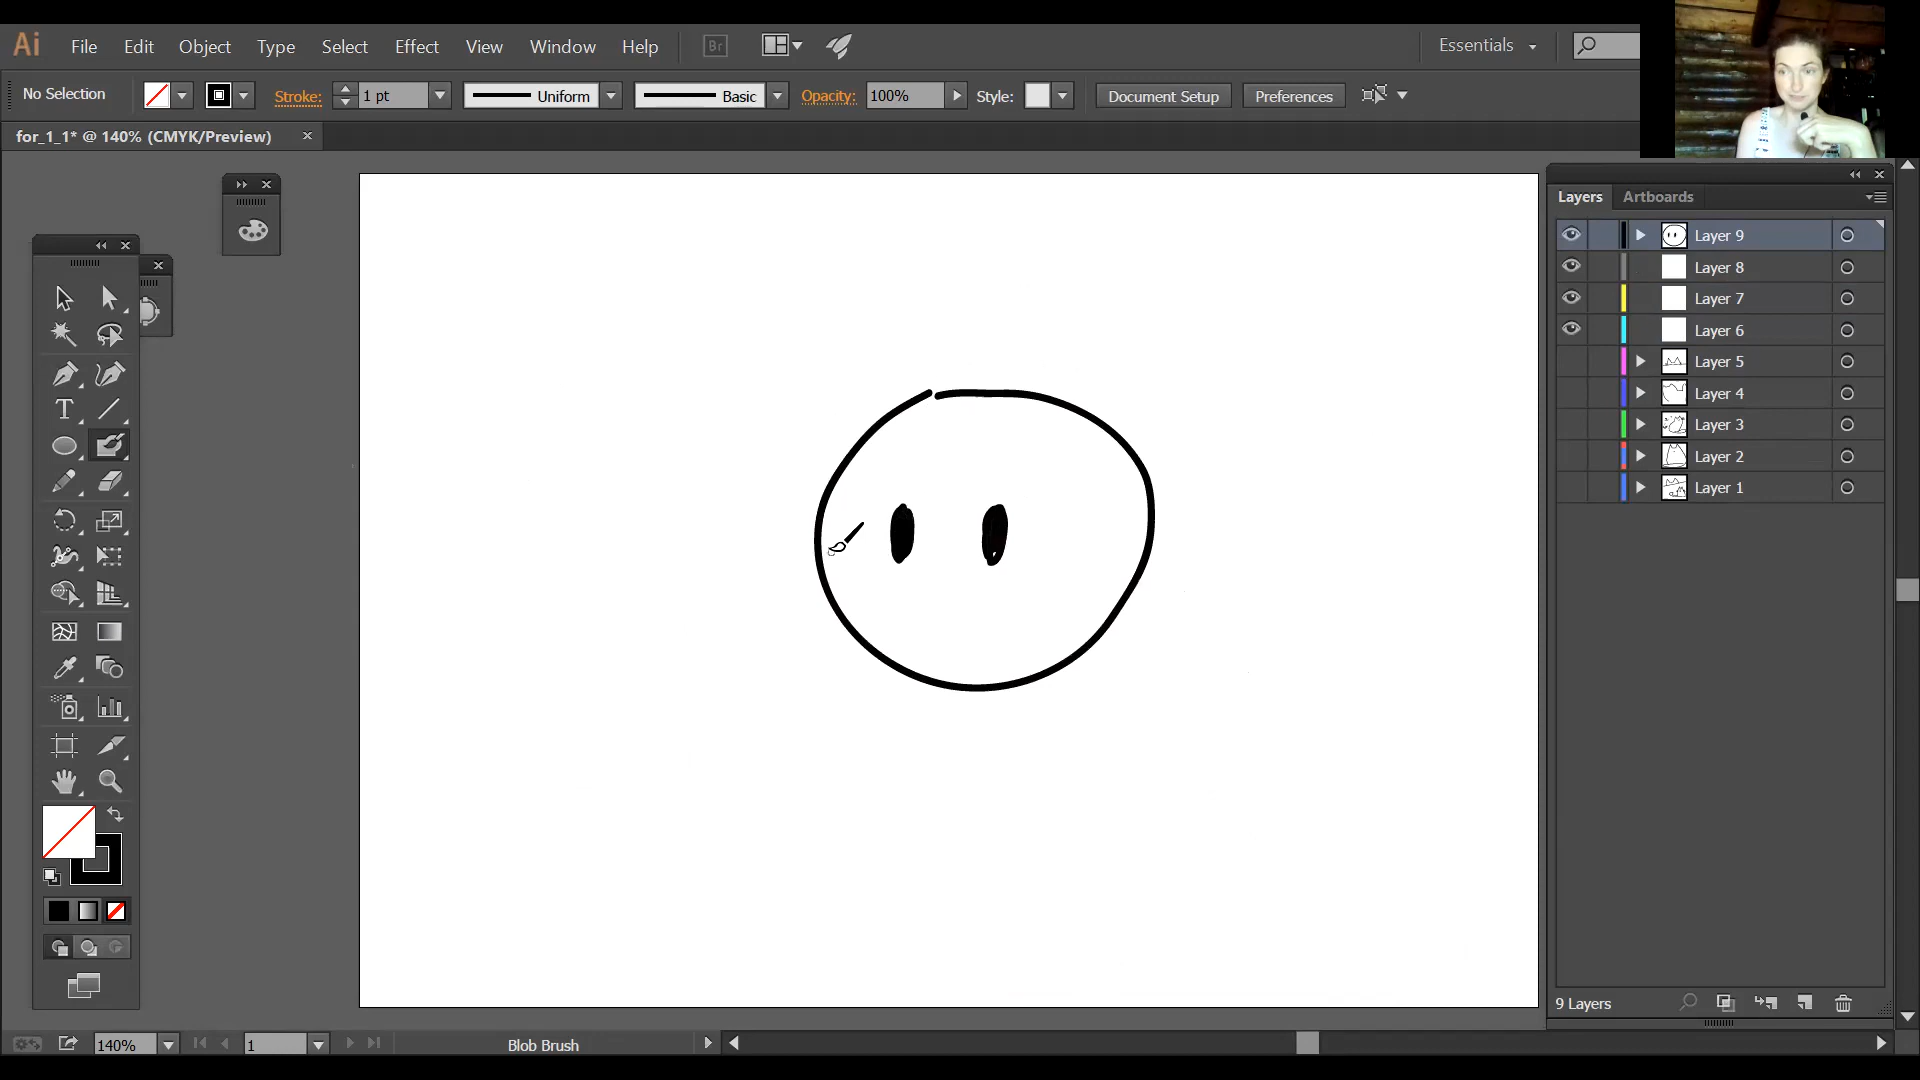 Ai File Edit Object Type Select Effect View Window Help Br Essentials
No Selection Stroke: 1 pt Uniform Basic Opacity: 100% Style: Document Setup Preferences
for_1_1* @ 140% (CMYK/Preview)
Layers Artboards
Layer 9
Layer 8
Layer 7
Layer 6
Layer 5
Layer 4
Layer 3
Layer 2
Layer 1
9 Layers
140% 1 Blob Brush